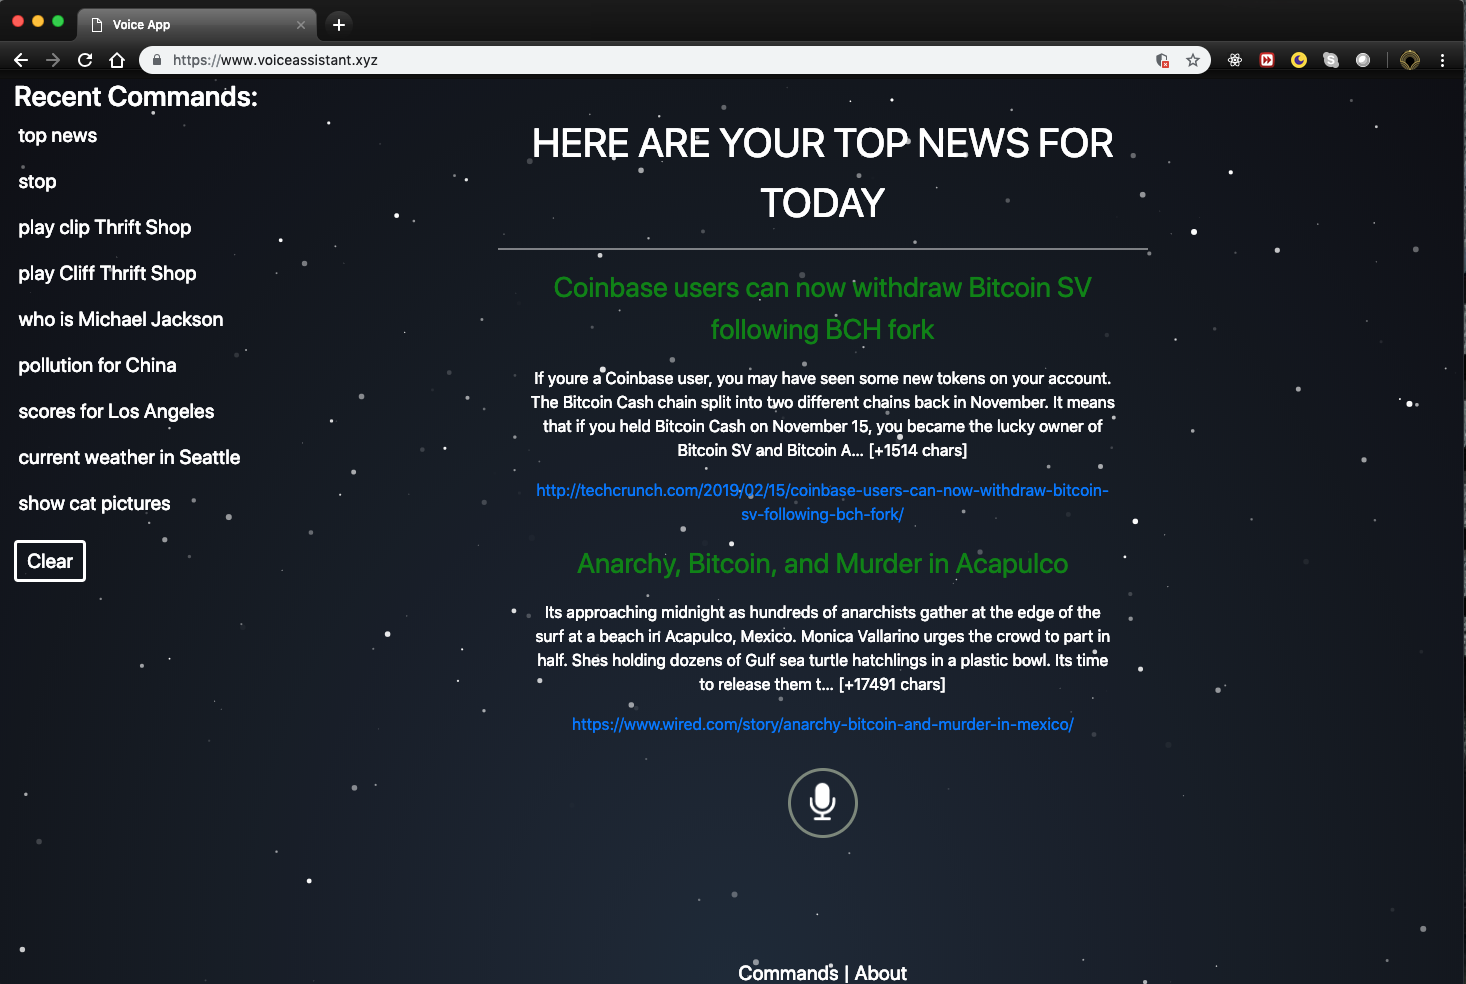 Voice App
https://www.voiceassistant.xyz
Recent Commands:
top news
stop
play clip Thrift Shop
play Cliff Thrift Shop
who is Michael Jackson
pollution for China
scores for Los Angeles
current weather in Seattle
show cat pictures
Clear
HERE ARE YOUR TOP NEWS FOR
TODAY
Coinbase users can now withdraw Bitcoin SV
following BCH fork
If youre a Coinbase user, you may have seen some new tokens on your account.
The Bitcoin Cash chain split into two different chains back in November. It means
that if you held Bitcoin Cash on November 15, you became the lucky owner of
Bitcoin SV and Bitcoin A... [+1514 chars]
http://techcrunch.com/2019/02/15/coinbase-users-can-now-withdraw-bitcoin-
sv-following-bch-fork/
Anarchy, Bitcoin, and Murder in Acapulco
Its approaching midnight as hundreds of anarchists gather at the edge of the
surf at a beach in Acapulco, Mexico. Monica Vallarino urges the crowd to part in
half. Shes holding dozens of Gulf sea turtle hatchlings in a plastic bowl. Its time
to release them t... [+17491 chars]
https://www.wired.com/story/anarchy-bitcoin-and-murder-in-mexico/
Commands | About